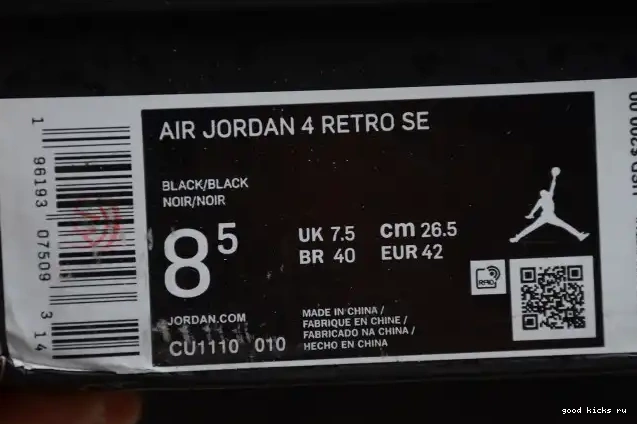 AIR JORDAN 4 RETRO SE
BLACK/BLACK
NOIR/NOIR
8 5
UK 7.5 cm 26.5
BR 40 EUR 42
RFID
JORDAN.COM
CU1110 010
MADE IN CHINA /
FABRIQUE EN CHINE /
FABRICADO NA CHINA /
HECHO EN CHINA
1 96193 07509 3 14
good kicks ru